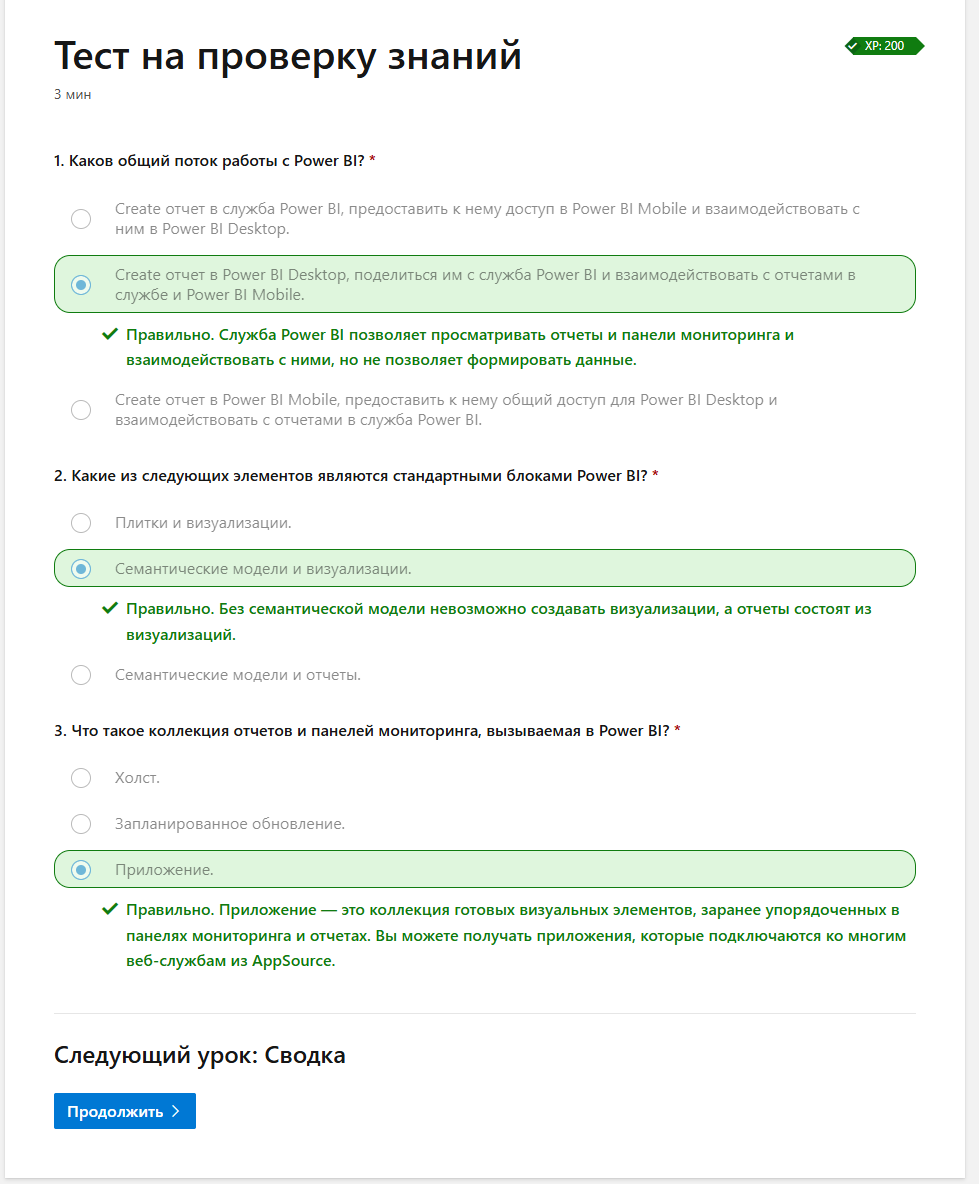 Тест на проверку знаний
XP: 200
3 мин
1. Каков общий поток работы с Power BI? *
Create отчет в служба Power BI, предоставить к нему доступ в Power BI Mobile и взаимодействовать с
ним в Power BI Desktop.
Create отчет в Power BI Desktop, поделиться им с служба Power BI и взаимодействовать с отчетами в
службе и Power BI Mobile.
Правильно. Служба Power BI позволяет просматривать отчеты и панели мониторинга и
взаимодействовать с ними, но не позволяет формировать данные.
Create отчет в Power BI Mobile, предоставить к нему общий доступ для Power BI Desktop и
взаимодействовать с отчетами в служба Power BI.
2. Какие из следующих элементов являются стандартными блоками Power BI? *
Плитки и визуализации.
Семантические модели и визуализации.
Правильно. Без семантической модели невозможно создавать визуализации, а отчеты состоят из
визуализаций.
Семантические модели и отчеты.
3. Что такое коллекция отчетов и панелей мониторинга, вызываемая в Power BI? *
Холст.
Запланированное обновление.
Приложение.
Правильно. Приложение — это коллекция готовых визуальных элементов, заранее упорядоченных в
панелях мониторинга и отчетах. Вы можете получать приложения, которые подключаются ко многим
веб-службам из AppSource.
Следующий урок: Сводка
Продолжить